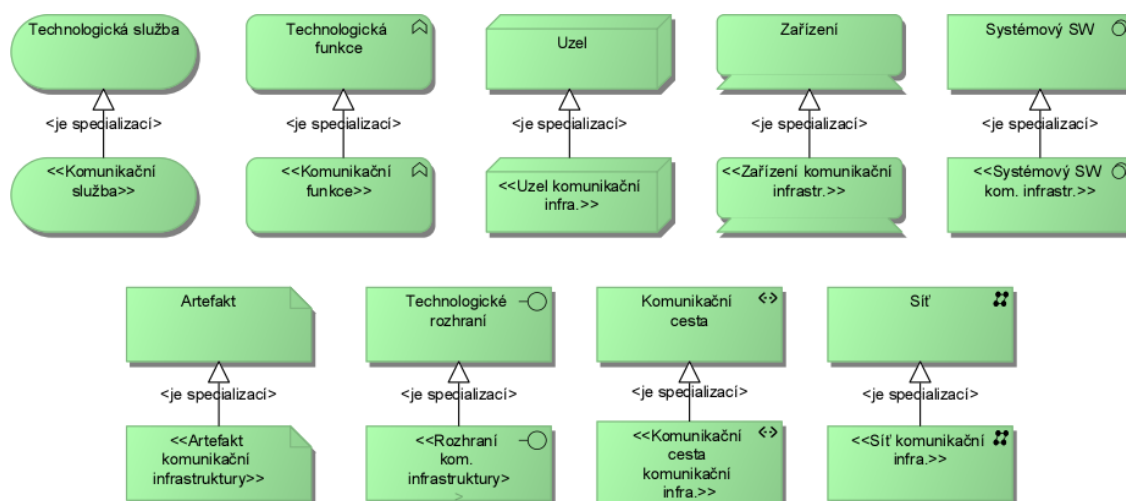 Technologická služba
Technologická
funkce
Uzel
Zařízení
Systémový SW
<je specializací>
<je specializací>
<je specializací>
<je specializací>
<je specializací>
<<Komunikační
služba>>
<<Komunikační
funkce>>
<<Uzel komunikační
infra.>>
<<Zařízení komunikační
infrastr.>>
<<Systémový SW
kom. infrastr.>>
Artefakt
Technologické
rozhraní
Komunikační
cesta
Síť
<je specializací>
<je specializací>
<je specializací>
<je specializací>
<<Artefakt
komunikační
infrastruktury>>
<<Rozhraní
kom.
infrastruktury>
>
<<Komunikační
cesta
komunikační
infra.>>
<<Síť komunikační
infra.>>